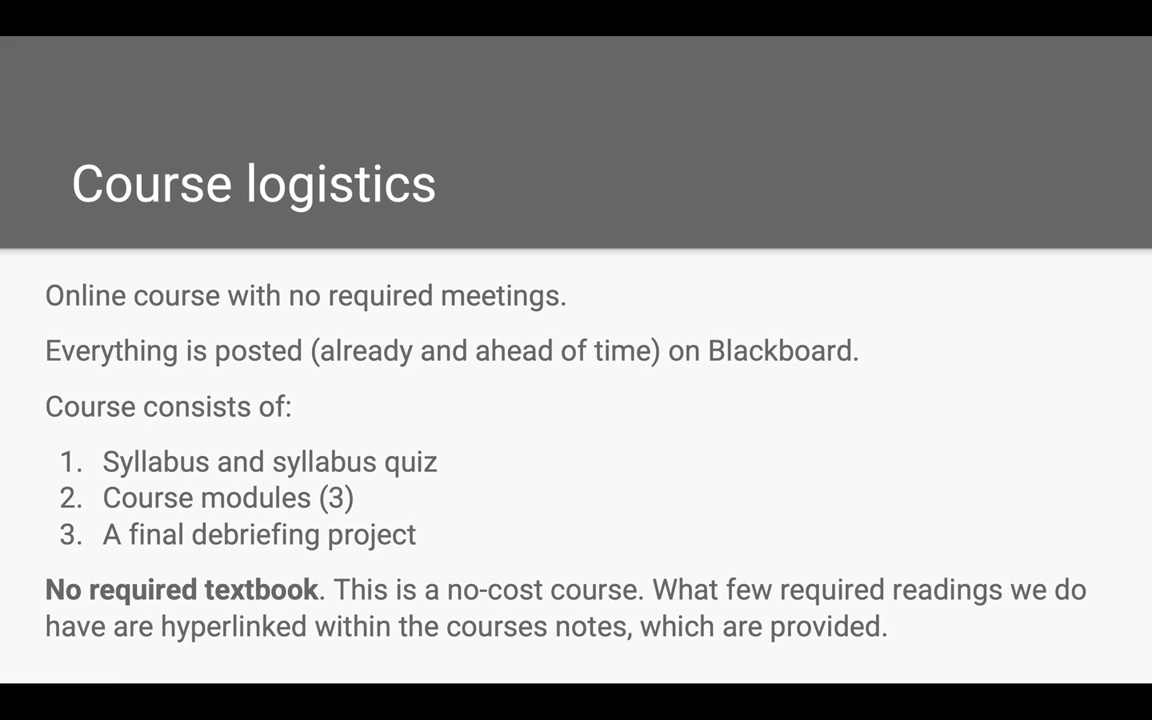 Course logistics
Online course with no required meetings.
Everything is posted (already and ahead of time) on Blackboard.
Course consists of:
1. Syllabus and syllabus quiz
2. Course modules (3)
3. A final debriefing project
No required textbook. This is a no-cost course. What few required readings we do
have are hyperlinked within the courses notes, which are provided.